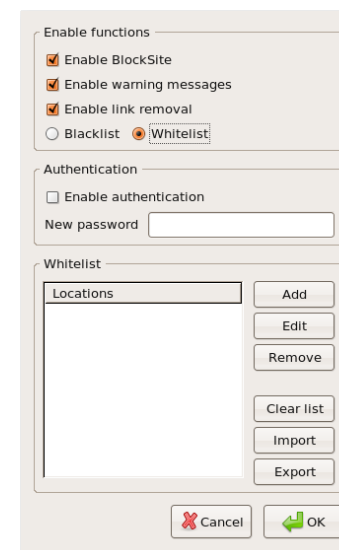 Enable functions
Enable BlockSite
Enable warning messages
Enable link removal
Blacklist Whitelist
Authentication
Enable authentication
New password
Whitelist
Locations
Add
Edit
Remove
Clear list
Import
Export
Cancel OK